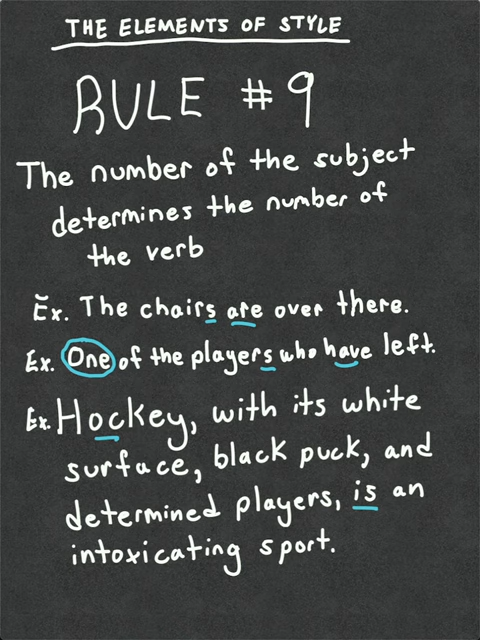 THE ELEMENTS OF STYLE
RULE #9
The number of the subject
determines the number of
the verb
Ex. The chairs are over there.
Ex. One of the players who have left.
Ex. Hockey, with its white
surface, black puck, and
determined players, is an
intoxicating sport.